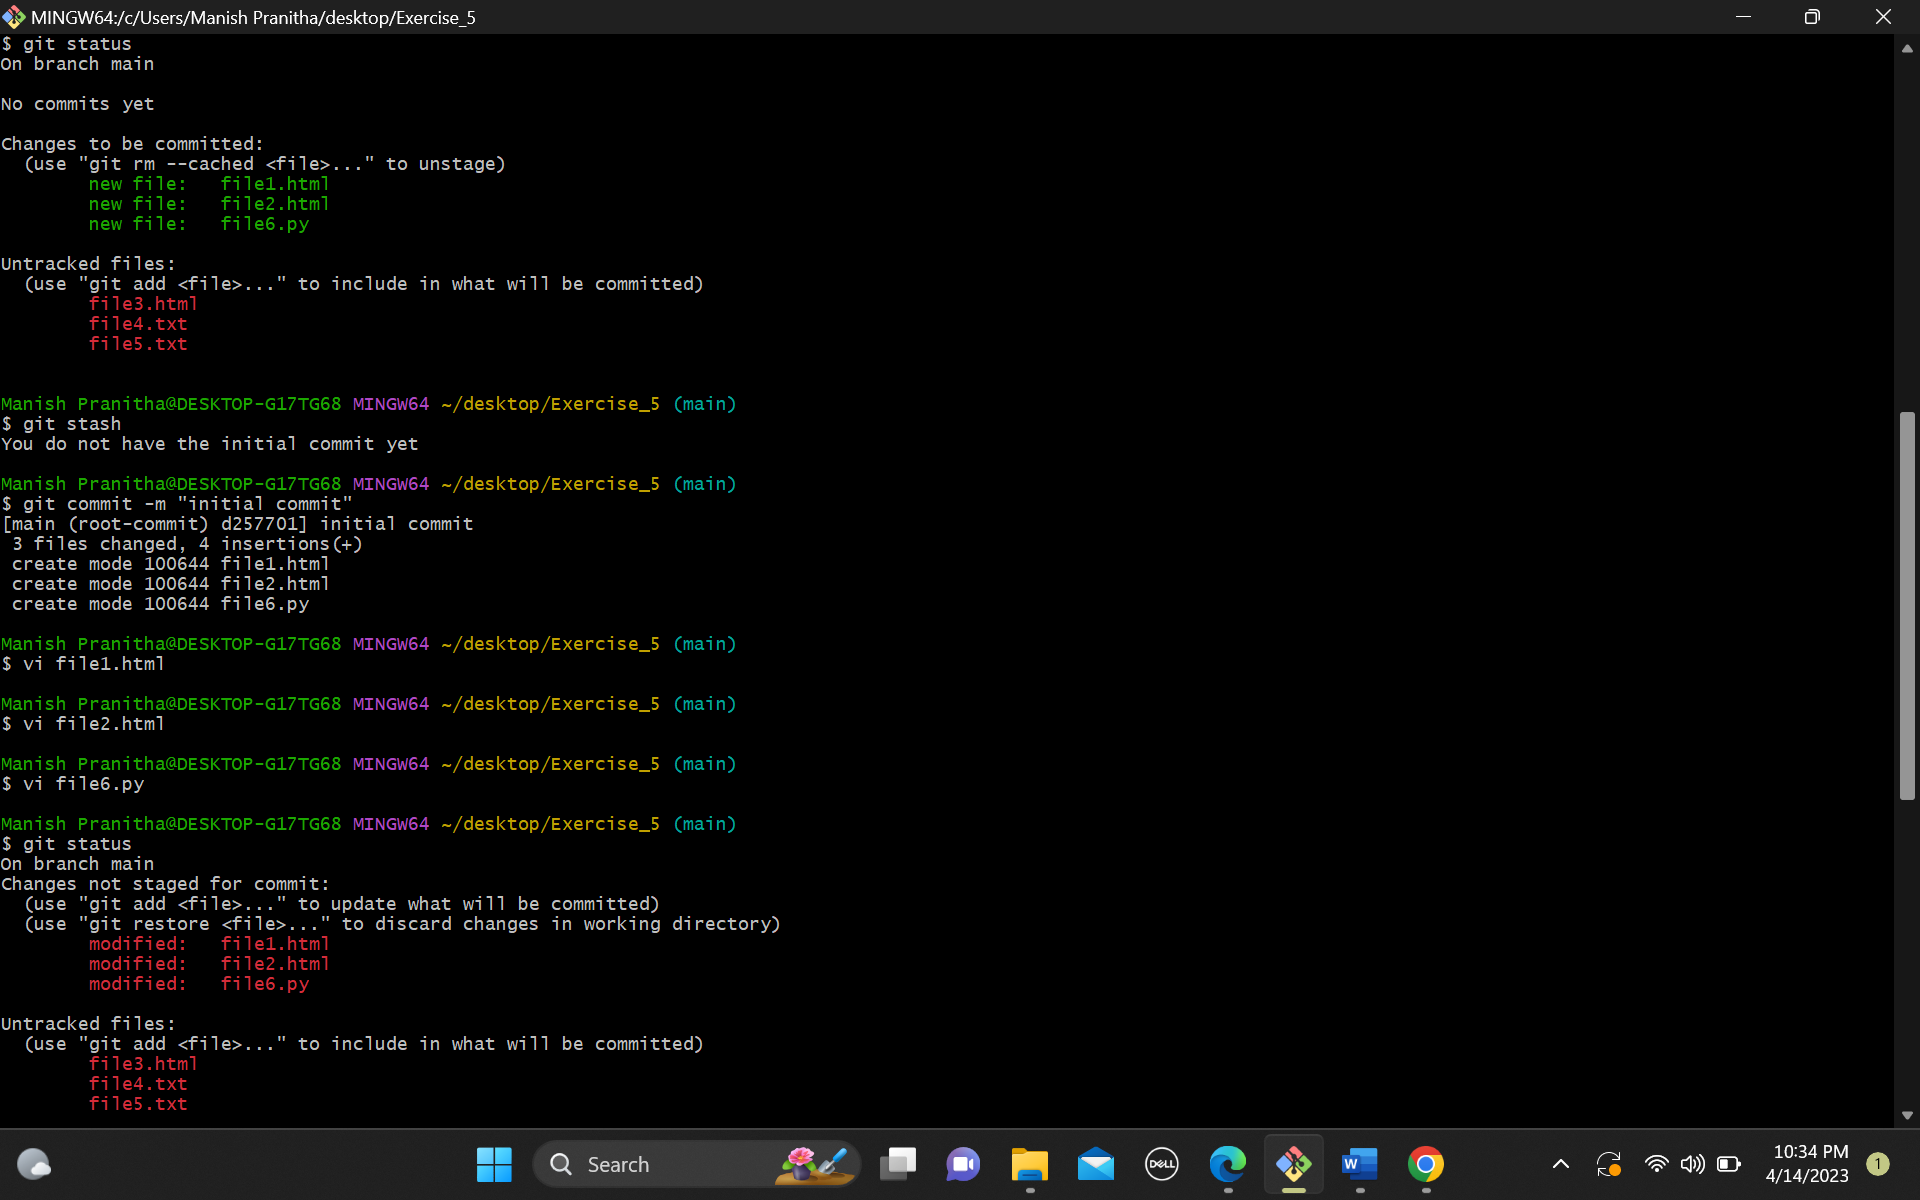 MINGW64:/c/Users/Manish Pranitha/desktop/Exercise_5
$ git status
On branch main
No commits yet
Changes to be committed:
  (use "git rm --cached <file>..." to unstage)
        new file:   file1.html
        new file:   file2.html
        new file:   file6.py
Untracked files:
  (use "git add <file>..." to include in what will be committed)
        file3.html
        file4.txt
        file5.txt
Manish Pranitha@DESKTOP-G17TG68 MINGW64 ~/desktop/Exercise_5 (main)
$ git stash
You do not have the initial commit yet
Manish Pranitha@DESKTOP-G17TG68 MINGW64 ~/desktop/Exercise_5 (main)
$ git commit -m "initial commit"
[main (root-commit) d257701] initial commit
 3 files changed, 4 insertions(+)
 create mode 100644 file1.html
 create mode 100644 file2.html
 create mode 100644 file6.py
Manish Pranitha@DESKTOP-G17TG68 MINGW64 ~/desktop/Exercise_5 (main)
$ vi file1.html
Manish Pranitha@DESKTOP-G17TG68 MINGW64 ~/desktop/Exercise_5 (main)
$ vi file2.html
Manish Pranitha@DESKTOP-G17TG68 MINGW64 ~/desktop/Exercise_5 (main)
$ vi file6.py
Manish Pranitha@DESKTOP-G17TG68 MINGW64 ~/desktop/Exercise_5 (main)
$ git status
On branch main
Changes not staged for commit:
  (use "git add <file>..." to update what will be committed)
  (use "git restore <file>..." to discard changes in working directory)
        modified:   file1.html
        modified:   file2.html
        modified:   file6.py
Untracked files:
  (use "git add <file>..." to include in what will be committed)
        file3.html
        file4.txt
        file5.txt
Search
DELL
W
10:34 PM
4/14/2023
1